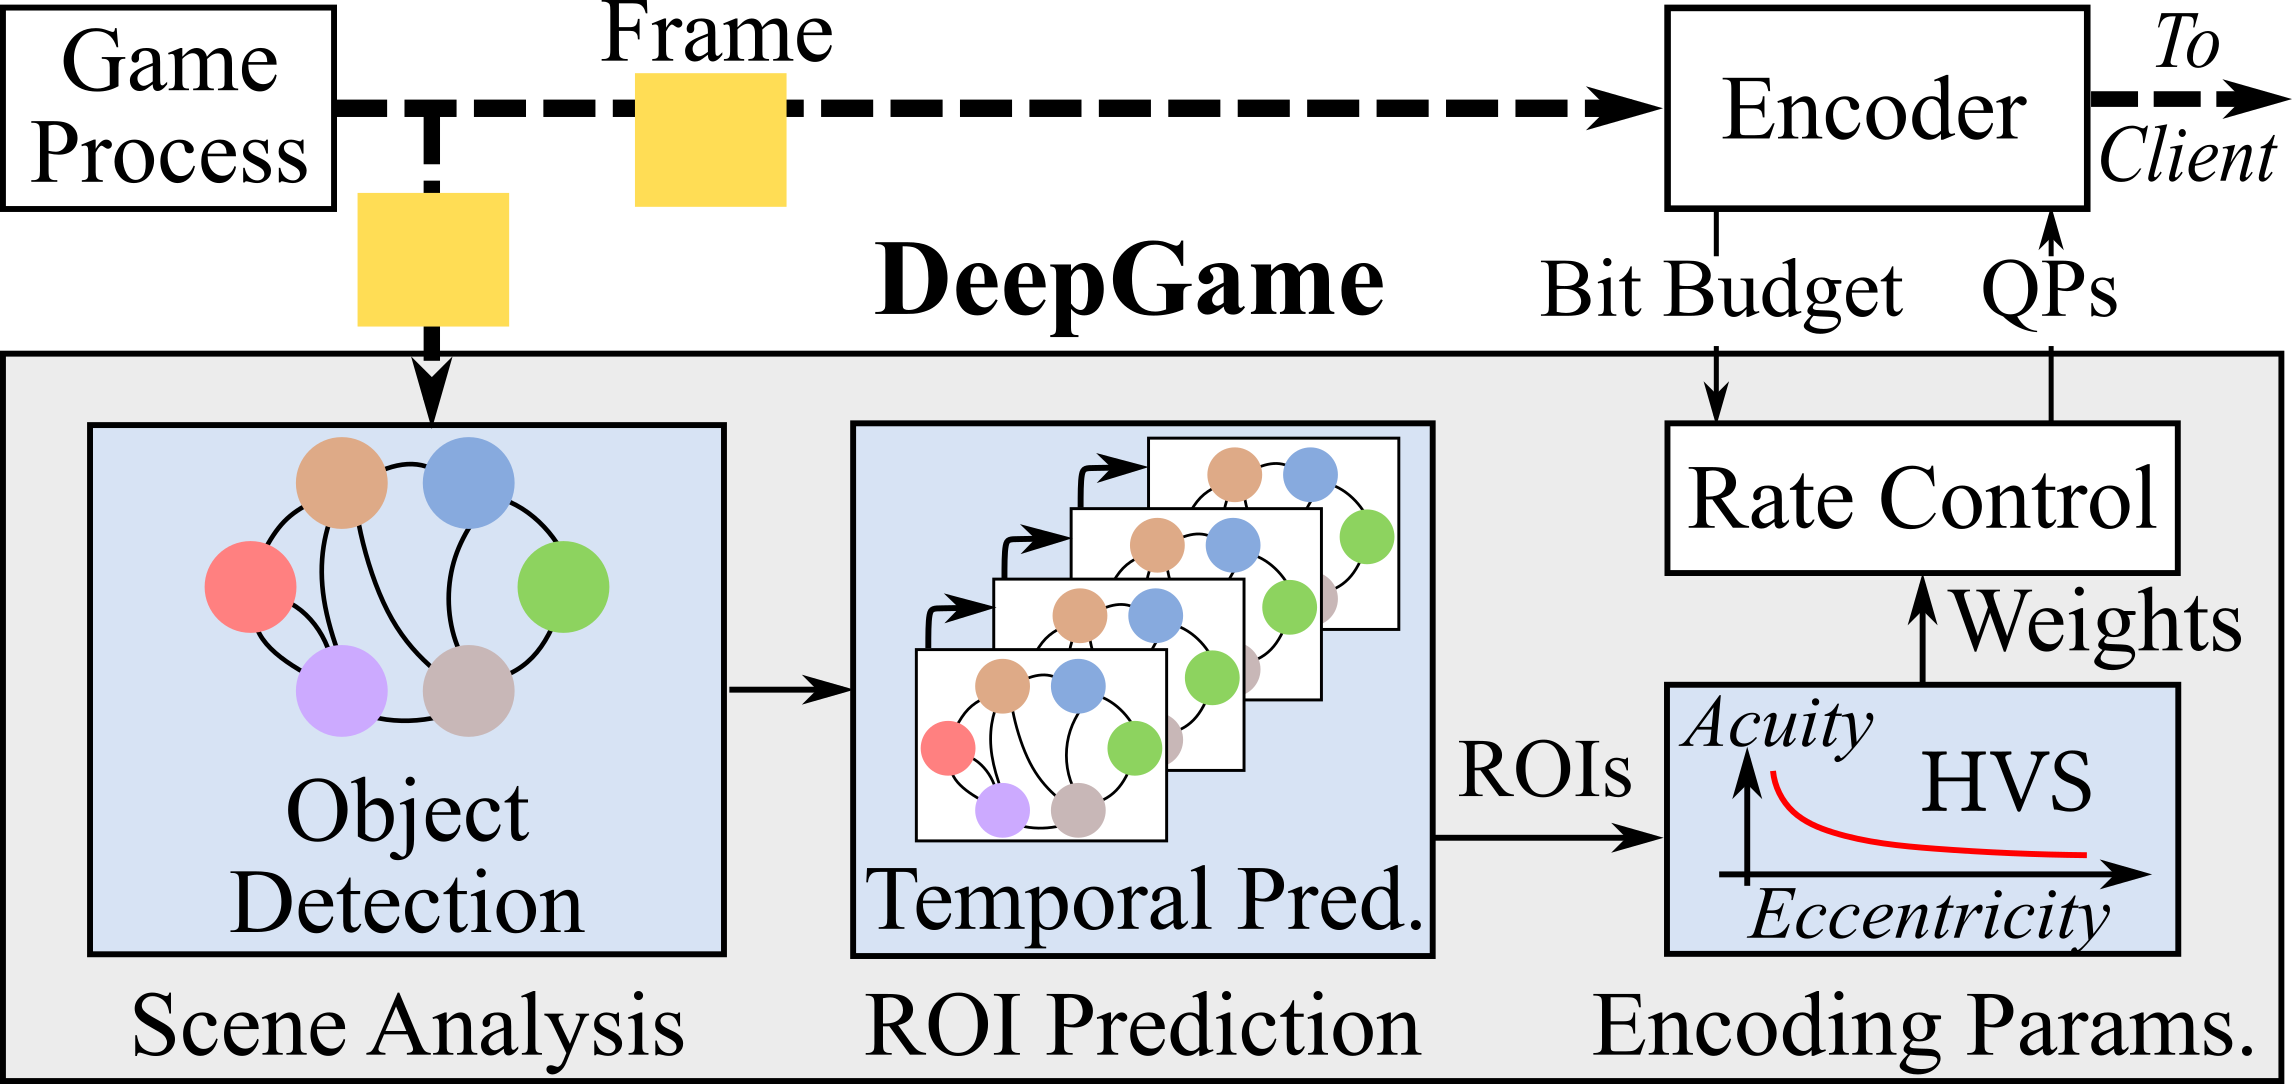 Game
Process
Frame
Encoder
To
Client
DeepGame
Bit Budget
QPs
Object
Detection
Scene Analysis
Temporal Pred.
ROI Prediction
ROIs
Rate Control
Weights
Acuity
HVS
Eccentricity
Encoding Params.